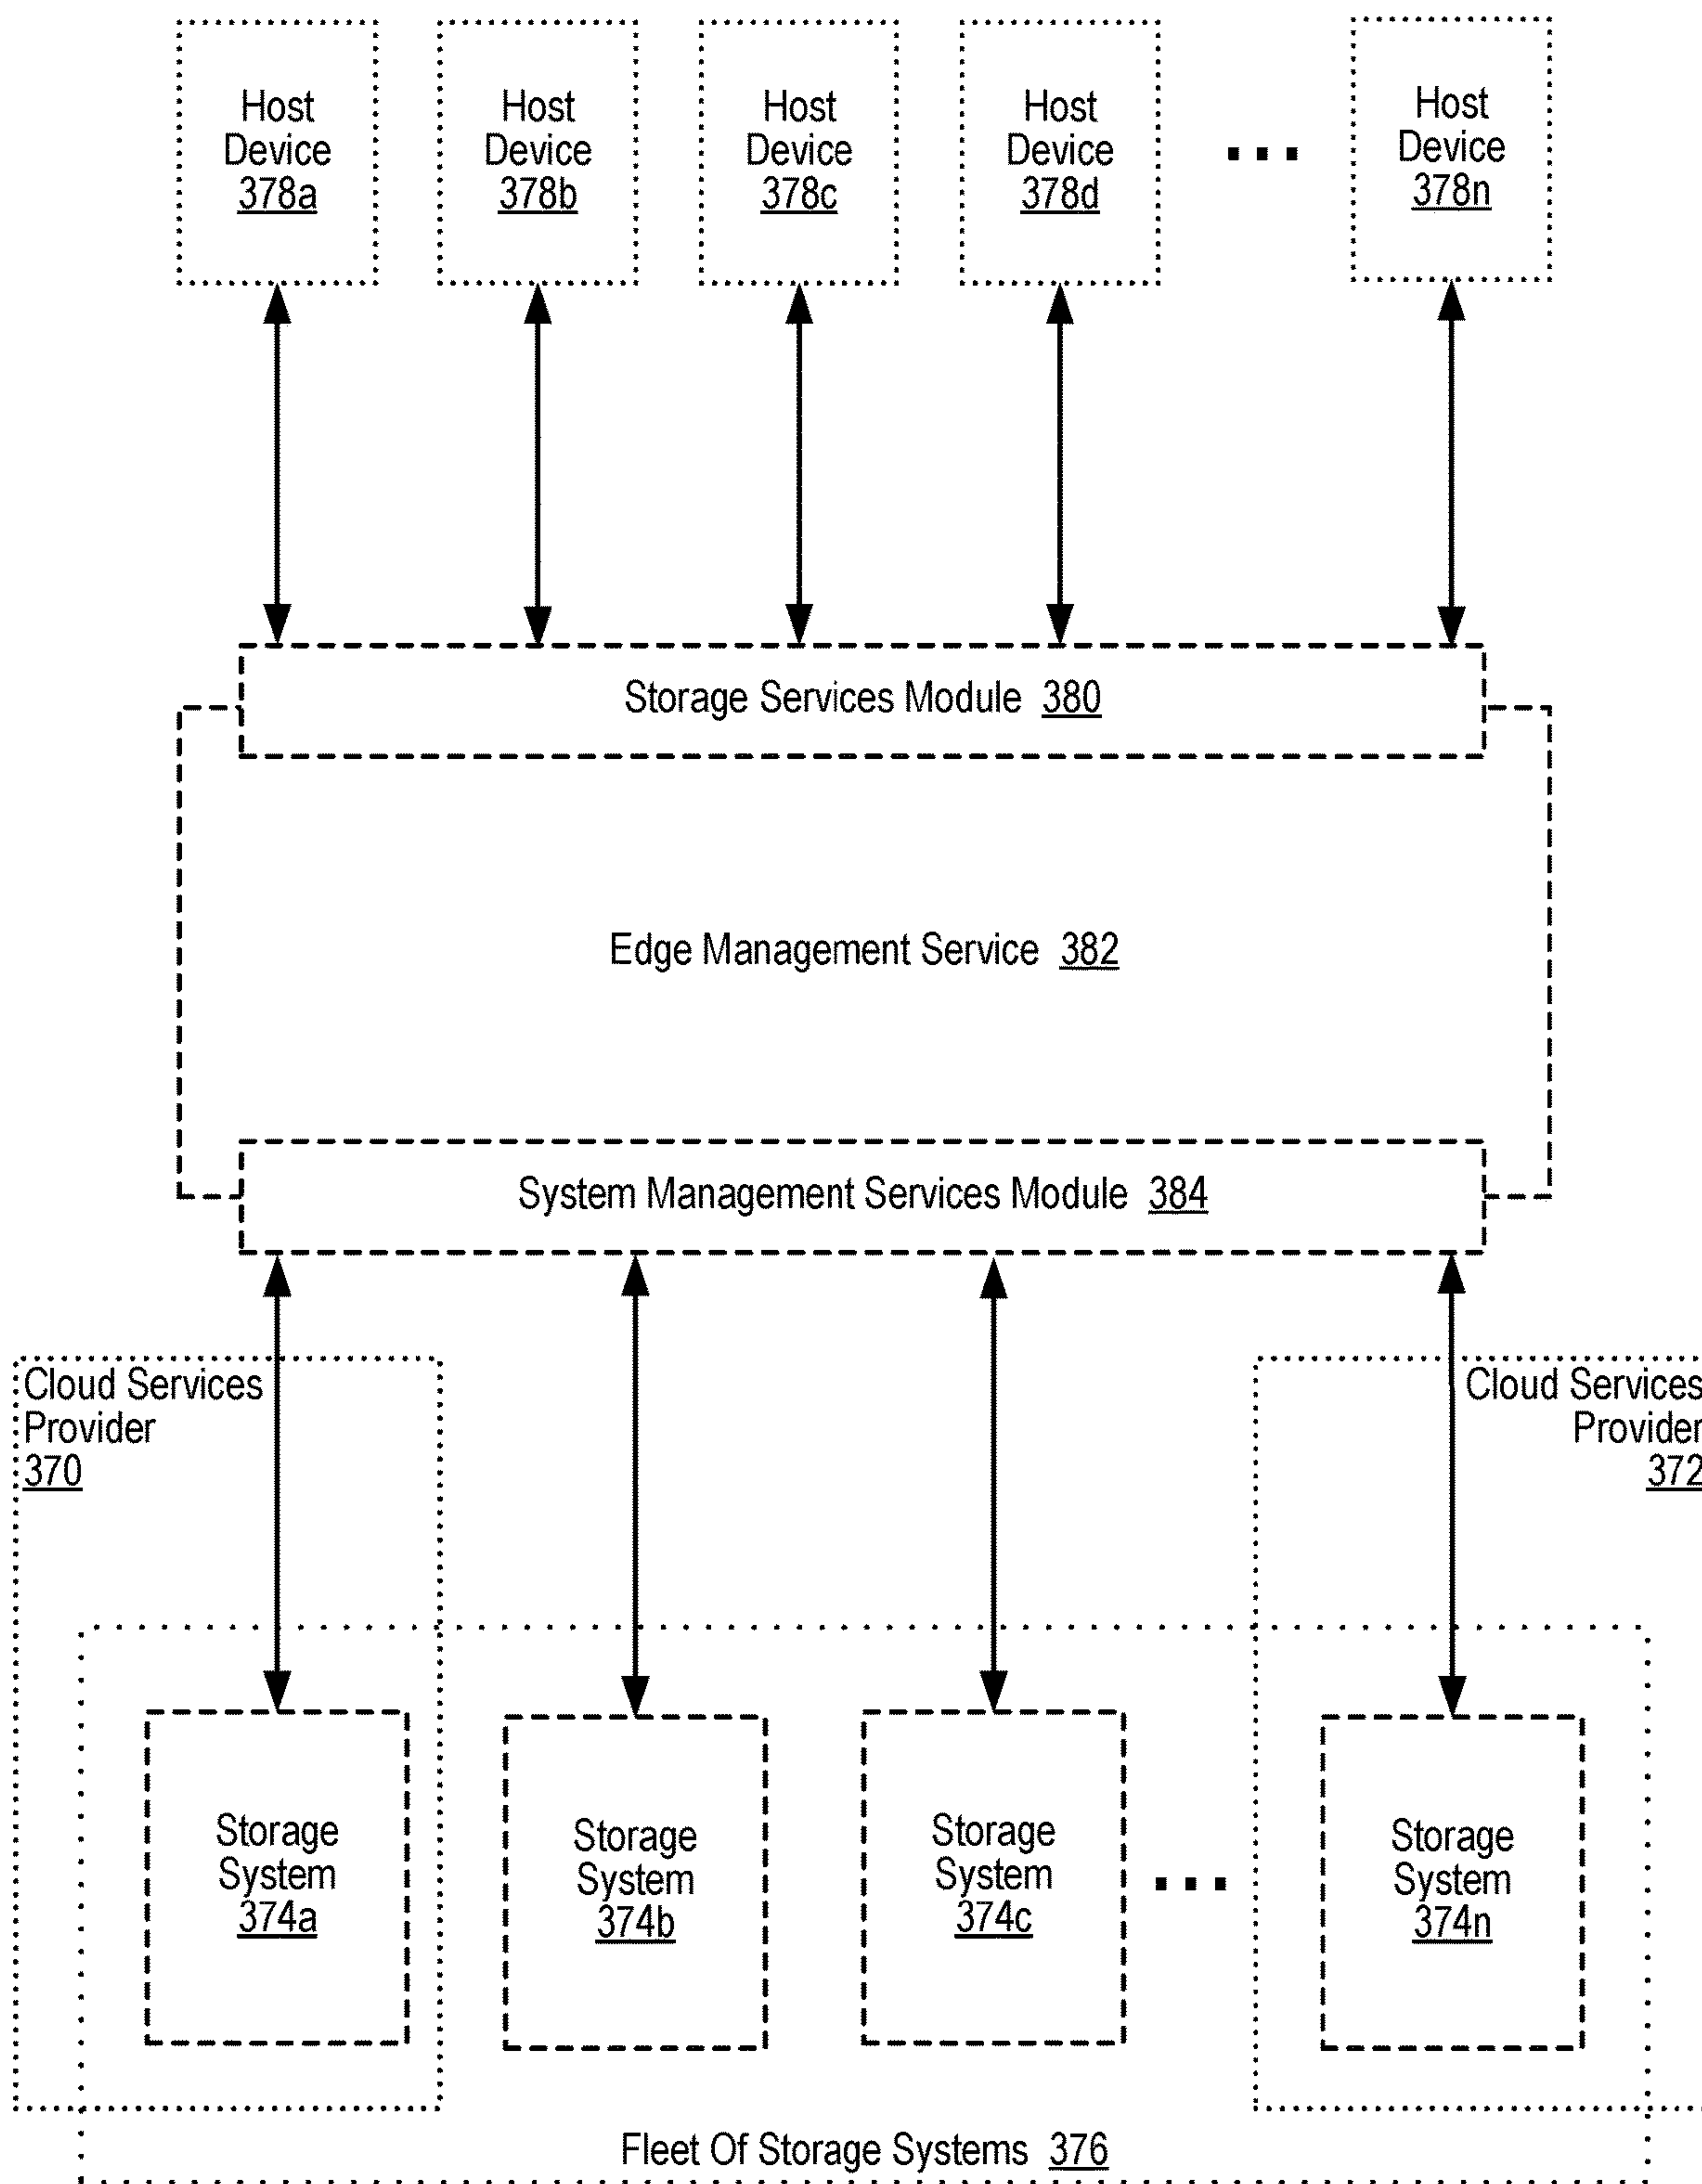 Host
Device
378a
Host
Device
378b
Host
Device
378c
Host
Device
378d
...
Host
Device
378n
Storage Services Module 380
Edge Management Service 382
System Management Services Module 384
Cloud Services
Provider
370
Cloud Services
Provider
372
Storage
System
374a
Storage
System
374b
Storage
System
374c
...
Storage
System
374n
Fleet Of Storage Systems 376